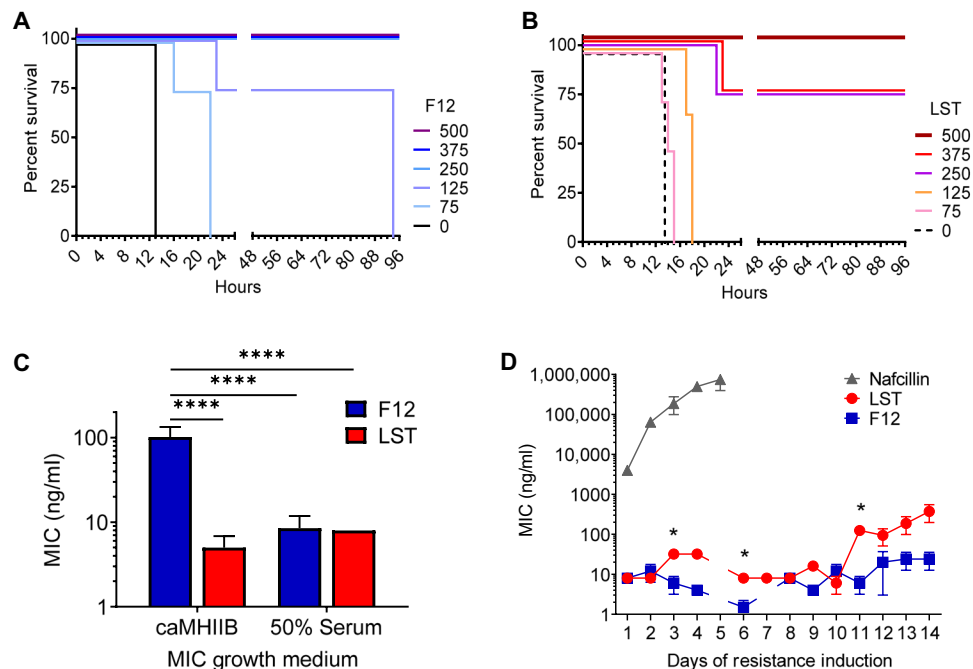 A
Percent survival
100
75
50
25
0
0 4 8 12 16 20 24 28 48 56 64 72 80 88 96
Hours
F12
500
375
250
125
75
0
B
Percent survival
100
75
50
25
0
0 4 8 12 16 20 24 48 56 64 72 80 88 96
Hours
LST
500
375
250
125
75
0
C
****
****
****
F12
LST
MIC (ng/ml)
100
10
1
caMHIIB 50% Serum
MIC growth medium
D
Nafcillin
LST
F12
MIC (ng/ml)
1,000,000
100,000
10,000
1000
100
10
1
* * *
1 2 3 4 5 6 7 8 9 10 11 12 13 14
Days of resistance induction